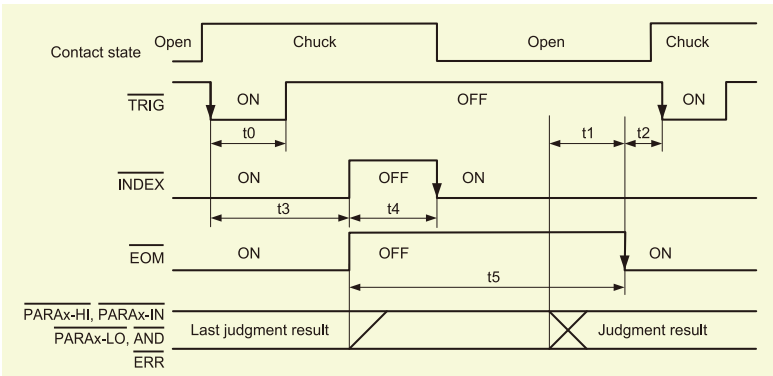 Contact state Open Chuck Open Chuck
TRIG ON OFF ON
t0 t1 t2
INDEX ON OFF ON
t3 t4
EOM ON OFF ON
t5
PARAx-HI, PARAx-IN
PARAx-LO, AND Last judgment result Judgment result
ERR